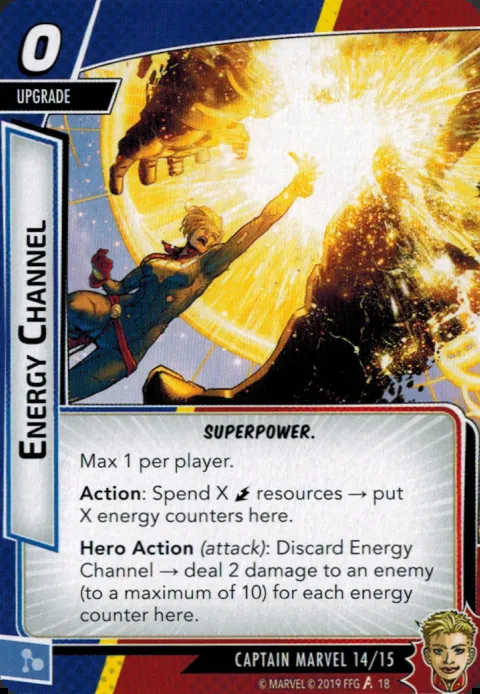 0
UPGRADE
ENERGY CHANNEL
SUPERPOWER.
Max 1 per player.
Action: Spend X resources → put
X energy counters here.
Hero Action (attack): Discard Energy
Channel → deal 2 damage to an enemy
(to a maximum of 10) for each energy
counter here.
CAPTAIN MARVEL 14/15
© MARVEL © 2019 FFG 18